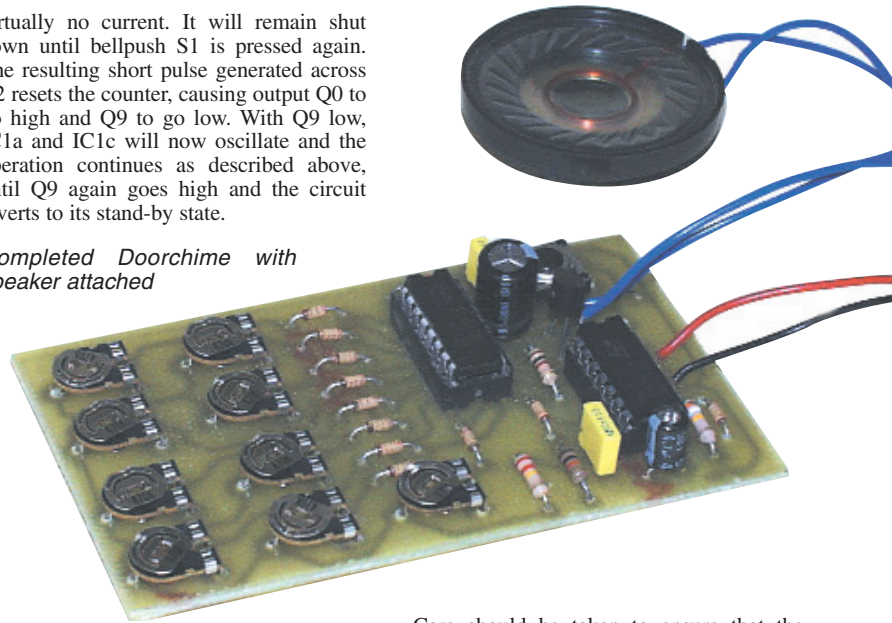 rtually no current. It will remain shut
own until bellpush S1 is pressed again.
he resulting short pulse generated across
2 resets the counter, causing output Q0 to
o high and Q9 to go low. With Q9 low,
C1a and IC1c will now oscillate and the
peration continues as described above,
ntil Q9 again goes high and the circuit
verts to its stand-by state.
ompleted Doorchime with
peaker attached